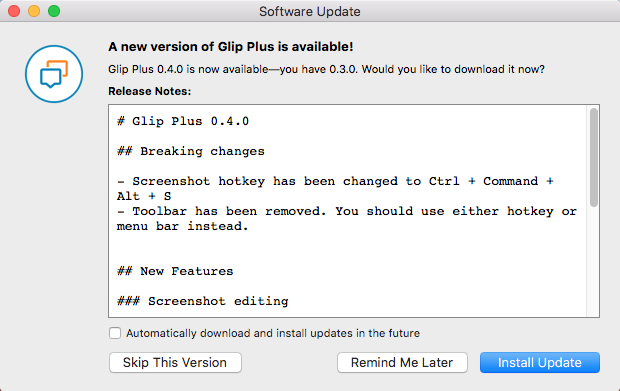 Software Update
A new version of Glip Plus is available!
Glip Plus 0.4.0 is now available—you have 0.3.0. Would you like to download it now?
Release Notes:
# Glip Plus 0.4.0
## Breaking changes
- Screenshot hotkey has been changed to Ctrl + Command +
Alt + S
- Toolbar has been removed. You should use either hotkey or
menu bar instead.
## New Features
### Screenshot editing
Automatically download and install updates in the future
Skip This Version
Remind Me Later
Install Update